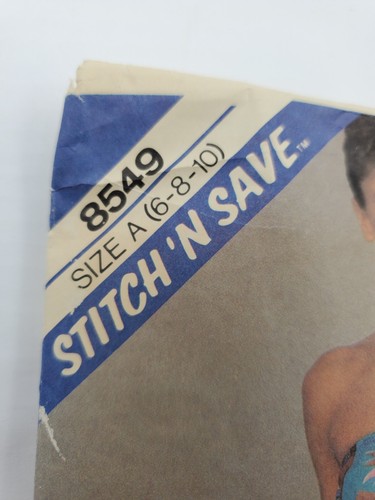 8549
SIZE A (6-8-10)
STITCH 'N SAVE™